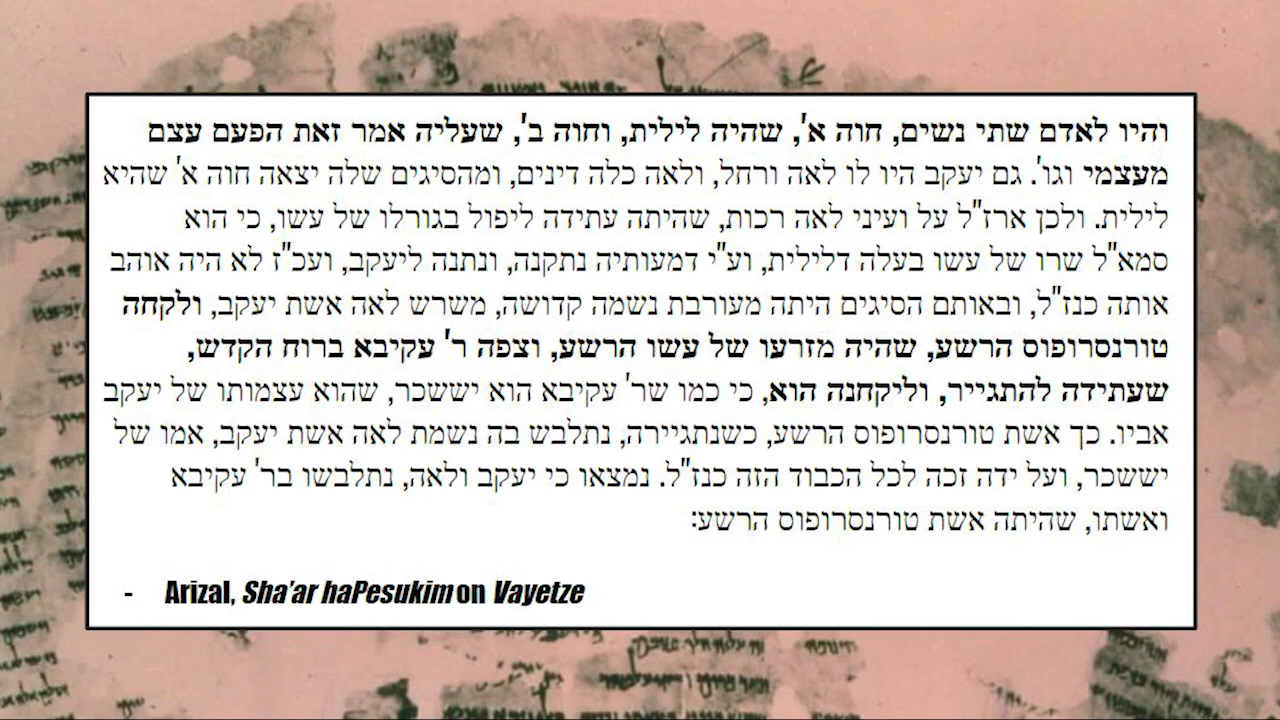 והיו לאדם שתי נשים, חוה א', שהיה לילית, וחוה ב', שעליה אמר זאת הפעם עצם
מעצמי וגו'. גם יעקב היו לו לאה ורחל, ולאה כלה דינים, ומהסיגים שלה יצאה חוה א' שהיא
לילית. ולכן ארז"ל על ועיני לאה רכות, שהיתה עתידה ליפול בגורלו של עשו, כי הוא
סמא"ל שרו של עשו בעלה דלילית, וע"י דמעותיה נתקנה, ונתנה ליעקב, ועכ"ז לא היה אוהב
אותה כנז"ל, ובאותם הסיגים היתה מעורבת נשמה קדושה, משרש לאה אשת יעקב, ולקחה
טורנסרופוס הרשע, שהיה מזרעו של עשו הרשע, וצפה ר' עקיבא ברוח הקדש,
שעתידה להתגייר, וליקחנה הוא, כי כמו שר' עקיבא הוא יששכר, שהוא עצמותו של יעקב
אביו. כך אשת טורנסרופוס הרשע, כשנתגיירה, נתלבש בה נשמת לאה אשת יעקב, אמו של
יששכר, ועל ידה זכה לכל הכבוד הזה כנז"ל. נמצאו כי יעקב ולאה, נתלבשו בר' עקיבא
ואשתו, שהיתה אשת טורנסרופוס הרשע:
- Arizal, Sha'ar haPesukim on Vayetze